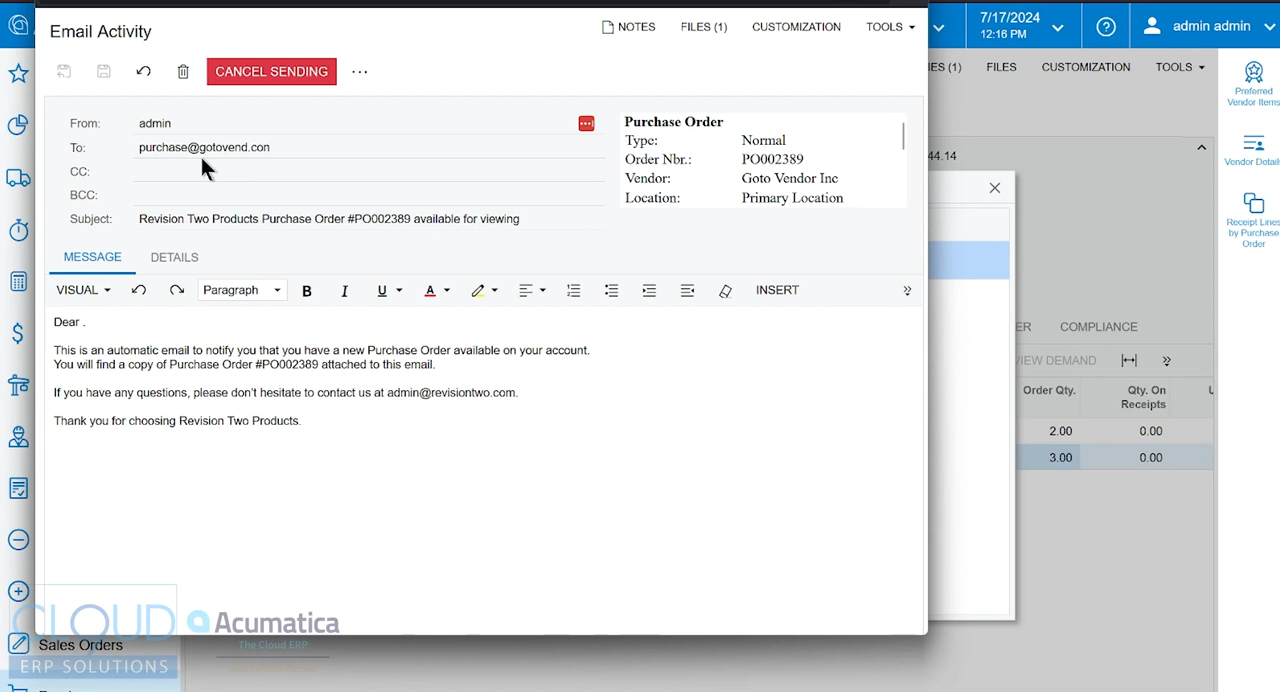 7/17/2024
12:16 PM
admin admin
Email Activity
NOTES
FILES (1)
CUSTOMIZATION
TOOLS
ES (1)
FILES
CUSTOMIZATION
TOOLS
CANCEL SENDING
Preferred
Vendor Items
From:
admin
To:
purchase@gotovend.con
CC:
BCC:
Subject:
Revision Two Products Purchase Order #PO002389 available for viewing
Purchase Order
Type: Normal
Order Nbr.: PO002389
Vendor: Goto Vendor Inc
Location: Primary Location
44.14
Vendor Detail
Receipt Lines
by Purchase
Order
MESSAGE
DETAILS
VISUAL
Paragraph
B
I
U
A
INSERT
Dear .
This is an automatic email to notify you that you have a new Purchase Order available on your account.
You will find a copy of Purchase Order #PO002389 attached to this email.
If you have any questions, please don't hesitate to contact us at admin@revisiontwo.com.
Thank you for choosing Revision Two Products.
ER
COMPLIANCE
VIEW DEMAND
Order Qty.
Qty. On
Receipts
2.00
0.00
3.00
0.00
CLOUD
ERP SOLUTIONS
Acumatica
The Cloud ERP
Sales Orders